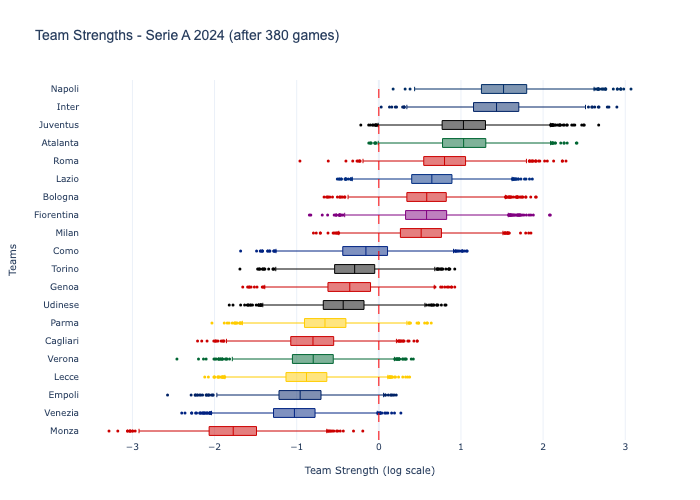 Team Strengths - Serie A 2024 (after 380 games)
Napoli
Inter
Juventus
Atalanta
Roma
Lazio
Bologna
Fiorentina
Milan
Como
Torino
Genoa
Udinese
Parma
Cagliari
Verona
Lecce
Empoli
Venezia
Monza
Teams
−3 −2 −1 0 1 2 3
Team Strength (log scale)